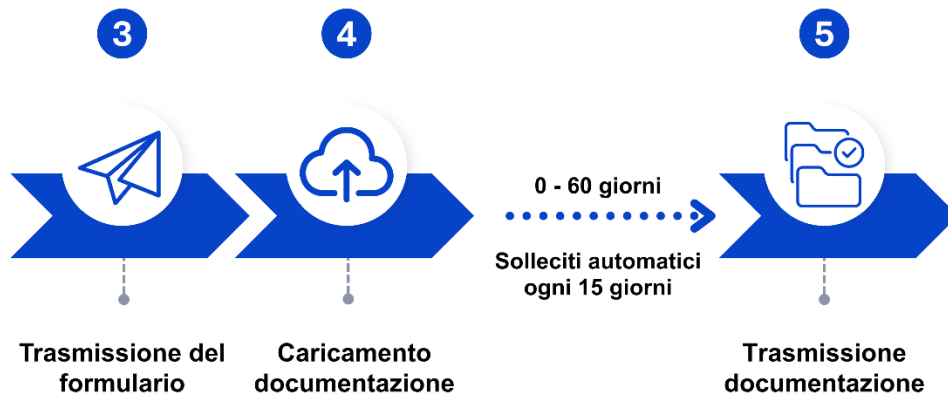 3
4
5
0 - 60 giorni
Solleciti automatici
ogni 15 giorni
Trasmissione del
formulario
Caricamento
documentazione
Trasmissione
documentazione